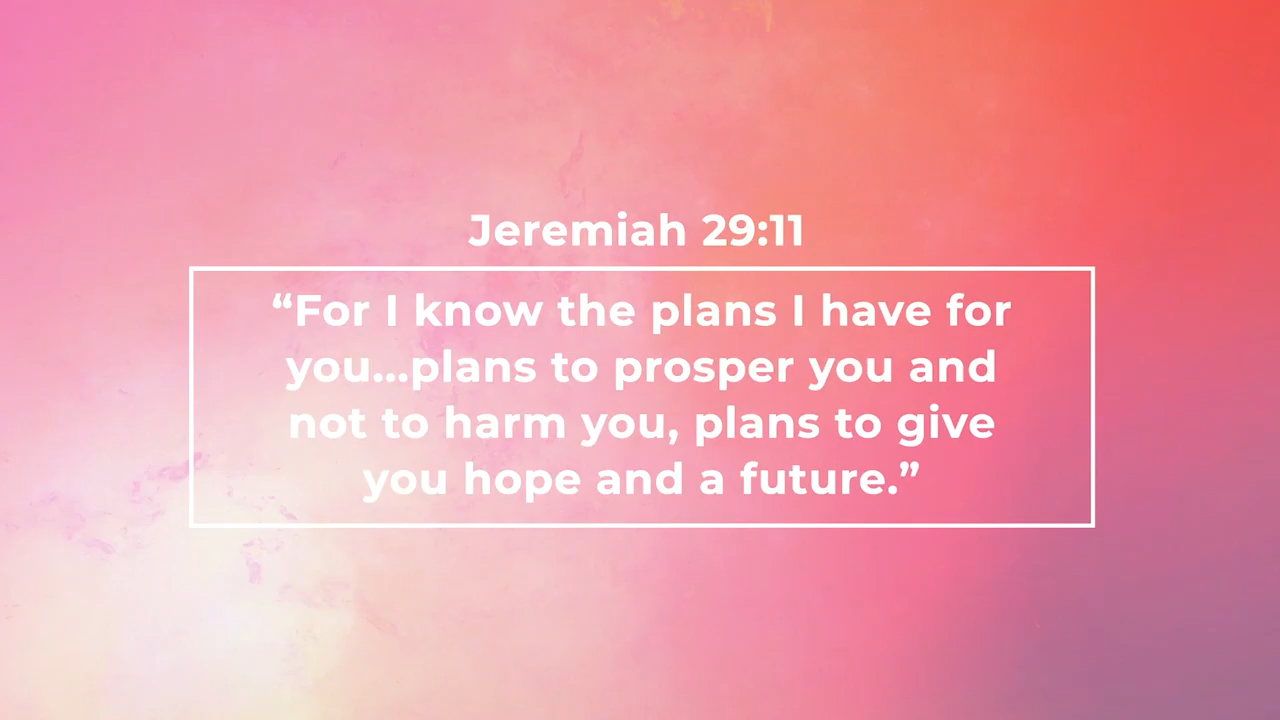 Jeremiah 29:11
“For I know the plans I have for
you...plans to prosper you and
not to harm you, plans to give
you hope and a future.”